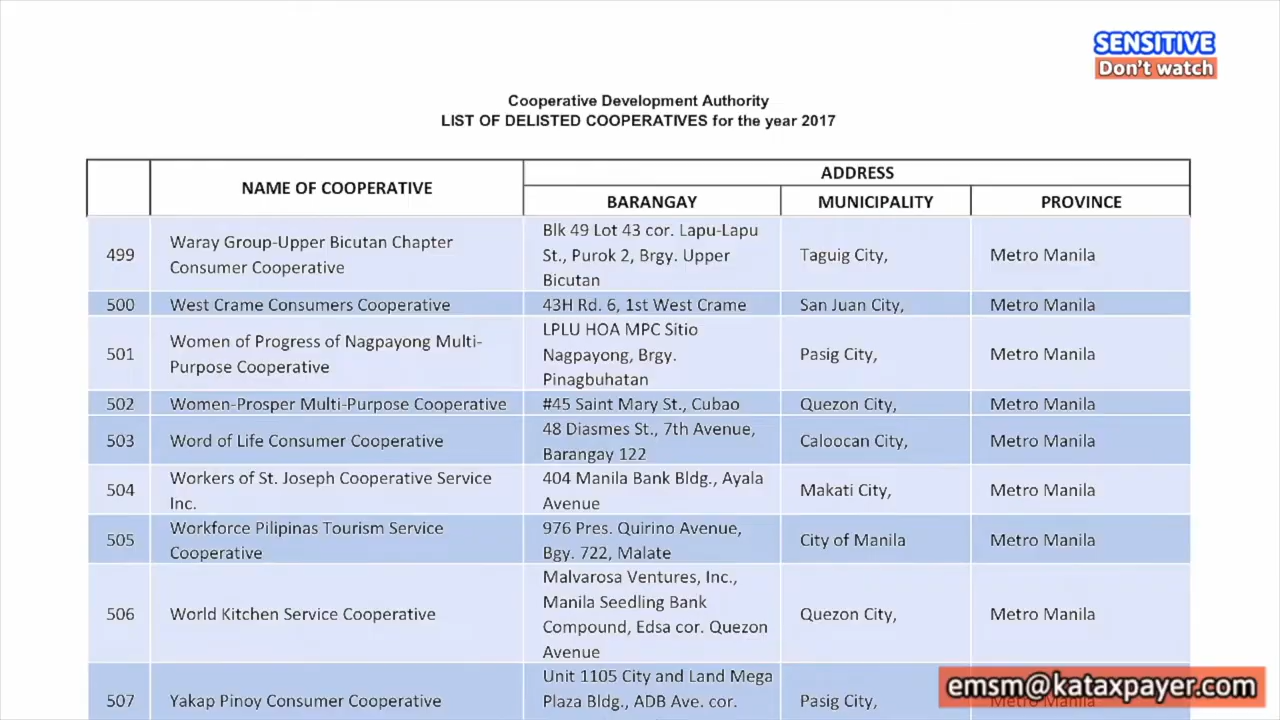 SENSITIVE
Don't watch
Cooperative Development Authority
LIST OF DELISTED COOPERATIVES for the year 2017
NAME OF COOPERATIVE
ADDRESS
BARANGAY
MUNICIPALITY
PROVINCE
499
Waray Group-Upper Bicutan Chapter
Consumer Cooperative
Blk 49 Lot 43 cor. Lapu-Lapu
St., Purok 2, Brgy. Upper
Bicutan
Taguig City,
Metro Manila
500
West Crame Consumers Cooperative
43H Rd. 6, 1st West Crame
San Juan City,
Metro Manila
501
Women of Progress of Nagpayong Multi-
Purpose Cooperative
LPLU HOA MPC Sitio
Nagpayong, Brgy.
Pinagbuhatan
Pasig City,
Metro Manila
502
Women-Prosper Multi-Purpose Cooperative
#45 Saint Mary St., Cubao
Quezon City,
Metro Manila
503
Word of Life Consumer Cooperative
48 Diasmes St., 7th Avenue,
Barangay 122
Caloocan City,
Metro Manila
504
Workers of St. Joseph Cooperative Service
Inc.
404 Manila Bank Bldg., Ayala
Avenue
Makati City,
Metro Manila
505
Workforce Pilipinas Tourism Service
Cooperative
976 Pres. Quirino Avenue,
Bgy. 722, Malate
City of Manila
Metro Manila
506
World Kitchen Service Cooperative
Malvarosa Ventures, Inc.,
Manila Seedling Bank
Compound, Edsa cor. Quezon
Avenue
Quezon City,
Metro Manila
507
Yakap Pinoy Consumer Cooperative
Unit 1105 City and Land Mega
Plaza Bldg., ADB Ave. cor.
Pasig City,
Metro Manila
emsm@kataxpayer.com